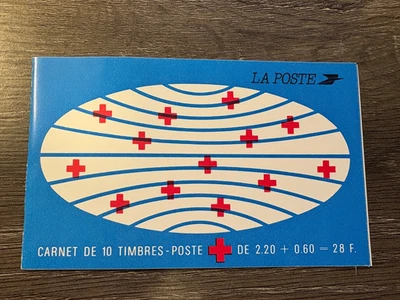 LA POSTE
CARNET DE 10 TIMBRES-POSTE DE 2.20 + 0.60 = 28 F.